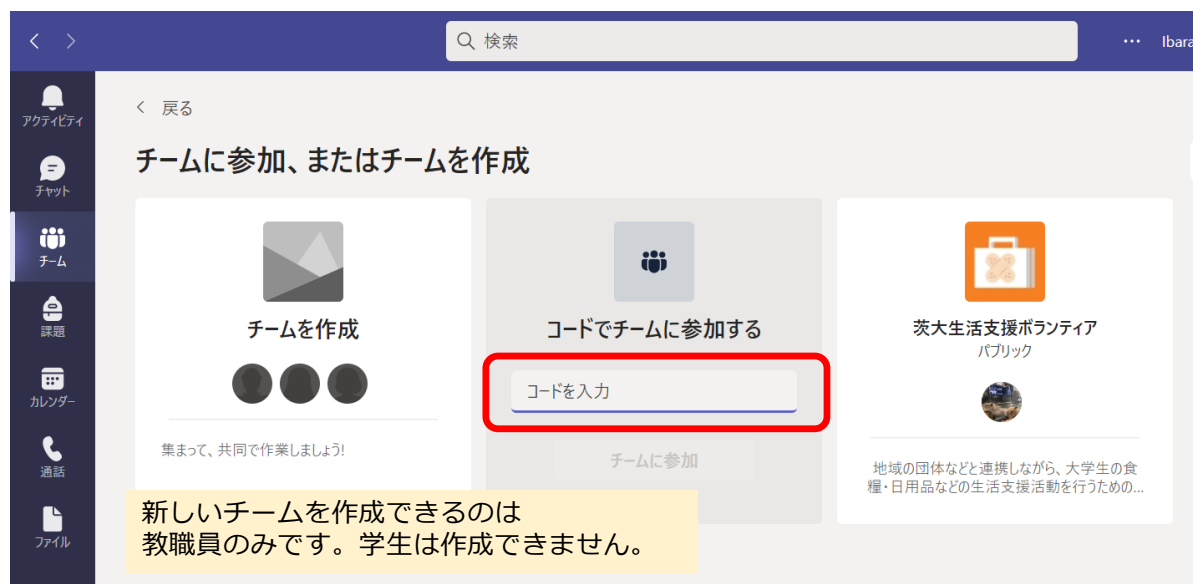 検索
Ibara
アクティビティ
チャット
チーム
課題
カレンダー
通話
ファイル
戻る
チームに参加、またはチームを作成
チームを作成
集まって、共同で作業しましょう!
コードでチームに参加する
コードを入力
チームに参加
茨大生活支援ボランティア
パブリック
地域の団体などと連携しながら、大学生の食
糧・日用品などの生活支援活動を行うための...
新しいチームを作成できるのは
教職員のみです。学生は作成できません。